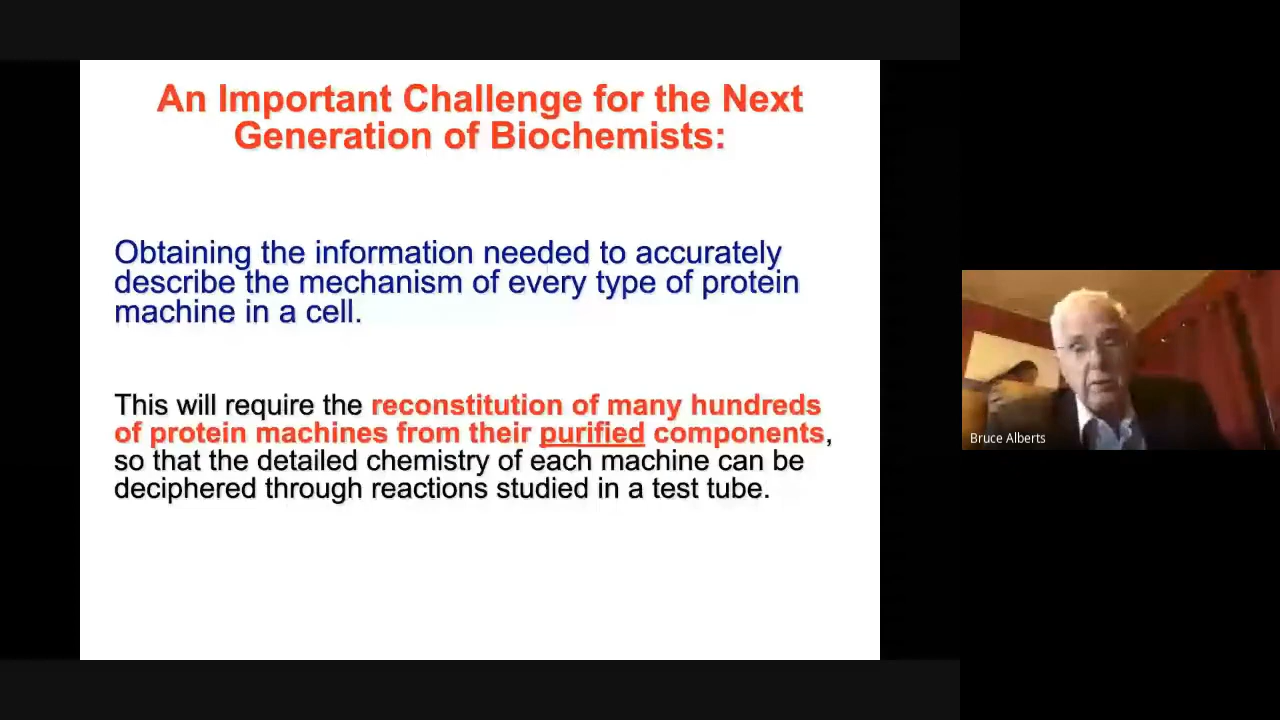 An Important Challenge for the Next
Generation of Biochemists:
Obtaining the information needed to accurately
describe the mechanism of every type of protein
machine in a cell.
This will require the reconstitution of many hundreds
of protein machines from their purified components,
so that the detailed chemistry of each machine can be
deciphered through reactions studied in a test tube.
Bruce Alberts